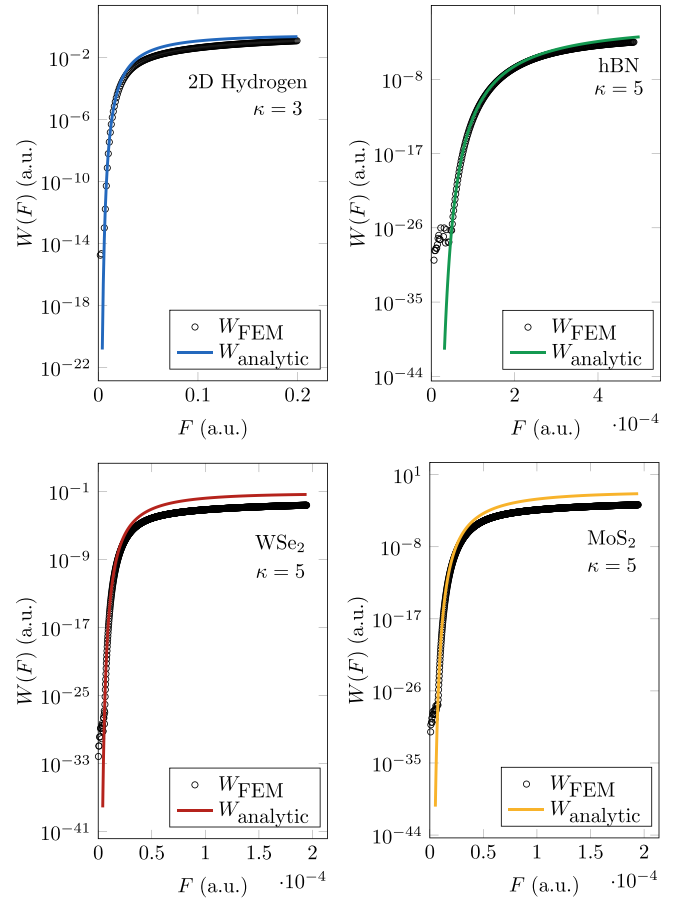 10⁻²
10⁻⁶
10⁻¹⁰
10⁻¹⁴
10⁻¹⁸
10⁻²²
W(F) (a.u.)
2D Hydrogen
κ = 3
W_FEM
W_analytic
0 0.1 0.2
F (a.u.)
10⁻⁸
10⁻¹⁷
10⁻²⁶
10⁻³⁵
10⁻⁴⁴
W(F) (a.u.)
hBN
κ = 5
W_FEM
W_analytic
0 2 4
F (a.u.) ·10⁻⁴
10⁻¹
10⁻⁹
10⁻¹⁷
10⁻²⁵
10⁻³³
10⁻⁴¹
W(F) (a.u.)
WSe₂
κ = 5
W_FEM
W_analytic
0 0.5 1 1.5 2
F (a.u.) ·10⁻⁴
10¹
10⁻⁸
10⁻¹⁷
10⁻²⁶
10⁻³⁵
10⁻⁴⁴
W(F) (a.u.)
MoS₂
κ = 5
W_FEM
W_analytic
0 0.5 1 1.5 2
F (a.u.) ·10⁻⁴